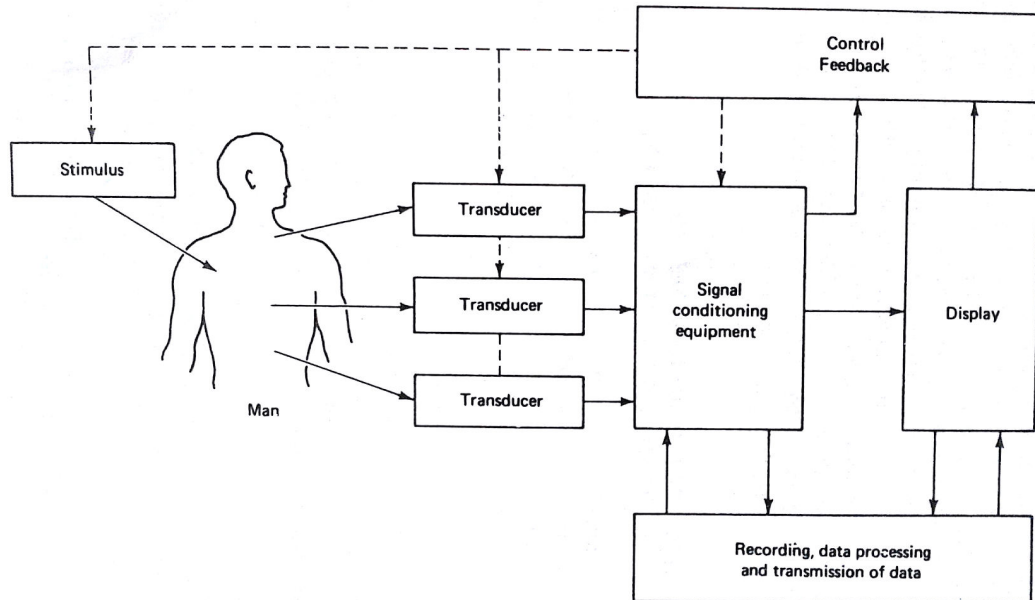 Control
Feedback
Stimulus
Transducer
Transducer
Signal
conditioning
equipment
Display
Transducer
Man
Recording, data processing
and transmission of data